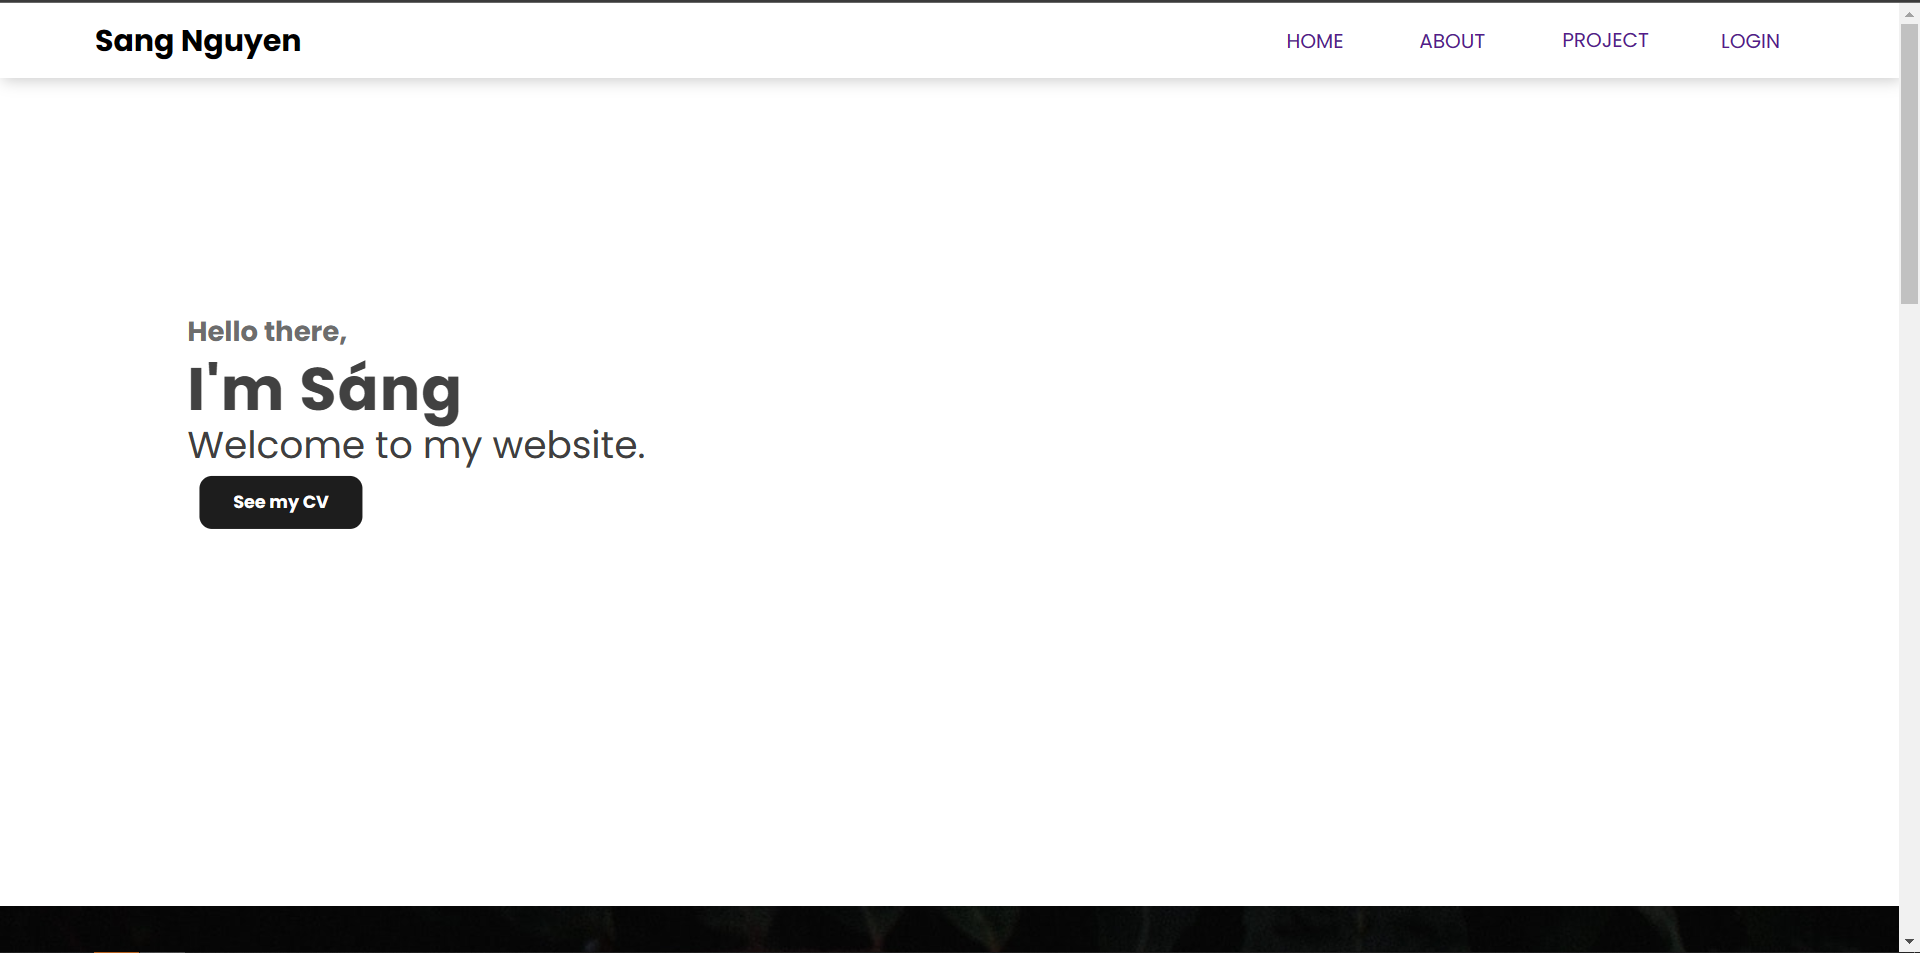 Sang Nguyen
HOME ABOUT PROJECT LOGIN
Hello there,
I'm Sáng
Welcome to my website.
See my CV